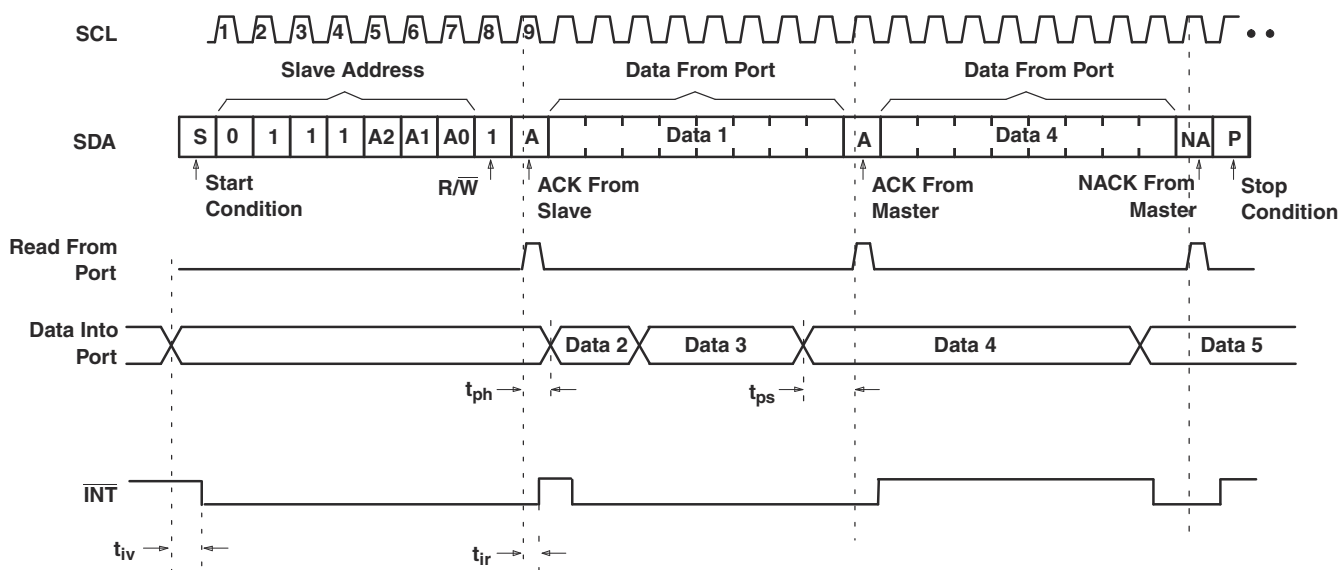 SCL
1 2 3 4 5 6 7 8 9
Slave Address
Data From Port
Data From Port
SDA
S 0 1 1 1 A2 A1 A0 1 A Data 1 A Data 4 NA P
Start
Condition
R/W̅
ACK From
Slave
ACK From
Master
NACK From
Master
Stop
Condition
Read From
Port
Data Into
Port
Data 2
Data 3
Data 4
Data 5
tph
tps
I̅N̅T̅
tiv
tir